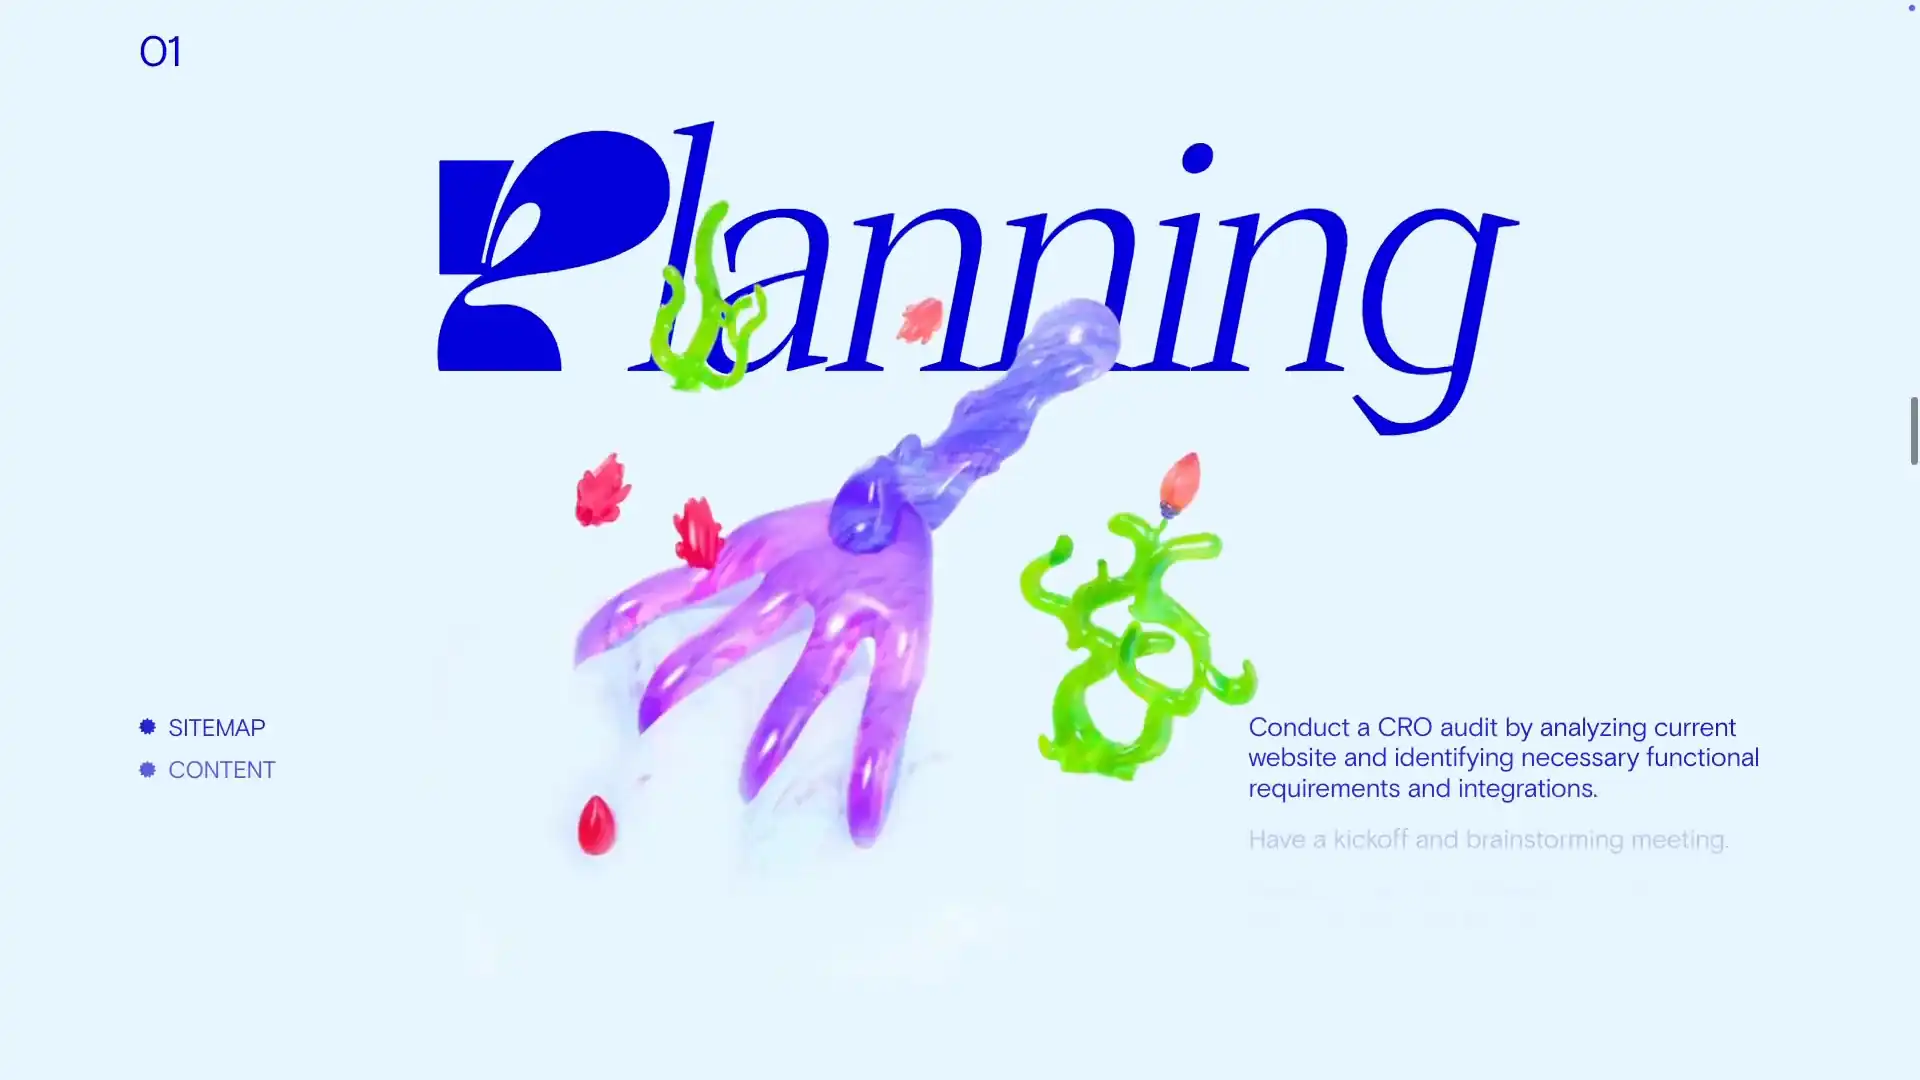 01
Planning
SITEMAP
CONTENT
Conduct a CRO audit by analyzing current
website and identifying necessary functional
requirements and integrations.
Have a kickoff and brainstorming meeting.